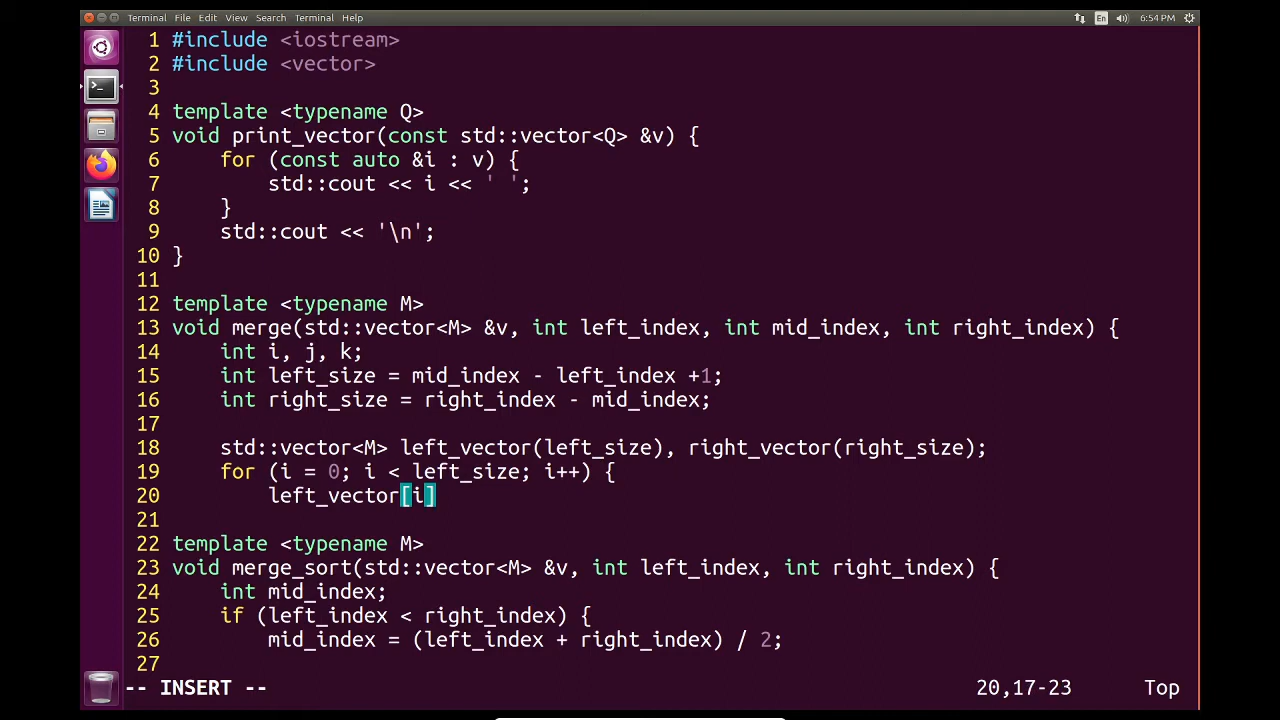 Terminal File Edit View Search Terminal Help En 6:54 PM
1 #include <iostream>
2 #include <vector>
3
4 template <typename Q>
5 void print_vector(const std::vector<Q> &v) {
6     for (const auto &i : v) {
7         std::cout << i << ' ';
8     }
9     std::cout << '\n';
10 }
11
12 template <typename M>
13 void merge(std::vector<M> &v, int left_index, int mid_index, int right_index) {
14     int i, j, k;
15     int left_size = mid_index - left_index +1;
16     int right_size = right_index - mid_index;
17
18     std::vector<M> left_vector(left_size), right_vector(right_size);
19     for (i = 0; i < left_size; i++) {
20         left_vector[i]
21
22 template <typename M>
23 void merge_sort(std::vector<M> &v, int left_index, int right_index) {
24     int mid_index;
25     if (left_index < right_index) {
26         mid_index = (left_index + right_index) / 2;
27
-- INSERT -- 20,17-23 Top